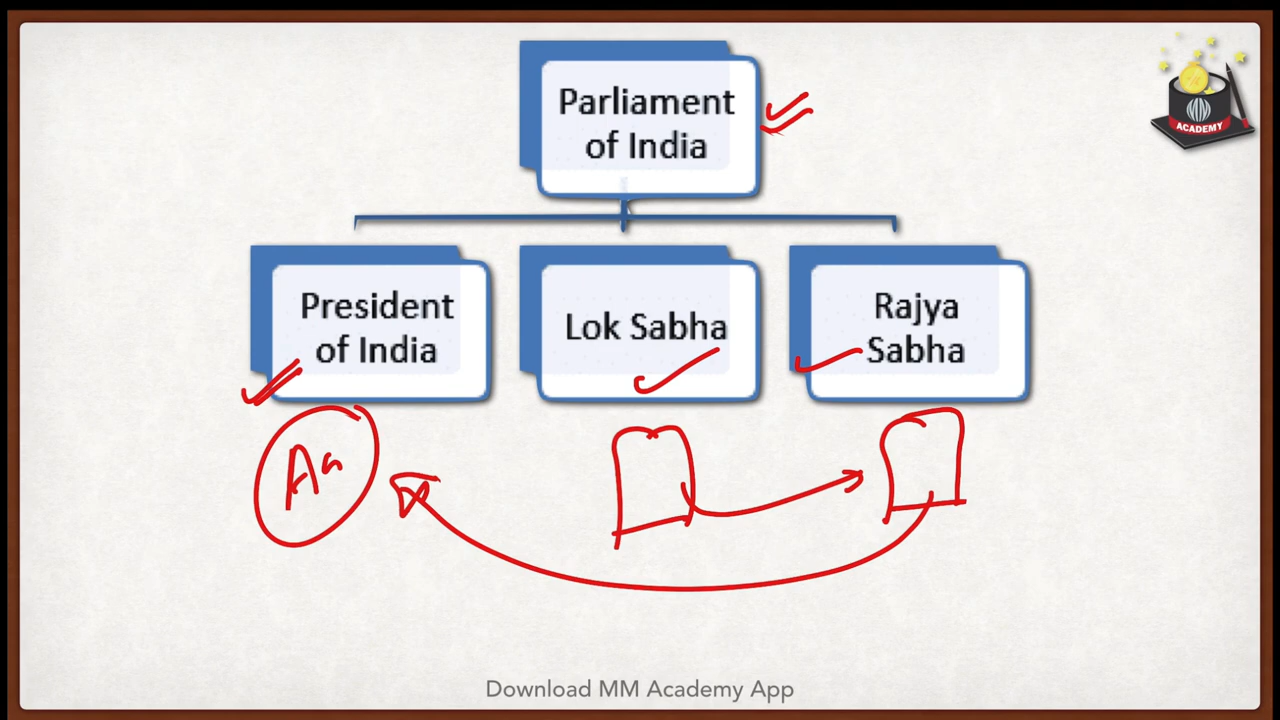 Parliament
of India
President
of India
Lok Sabha
Rajya
Sabha
ACADEMY
Download MM Academy App